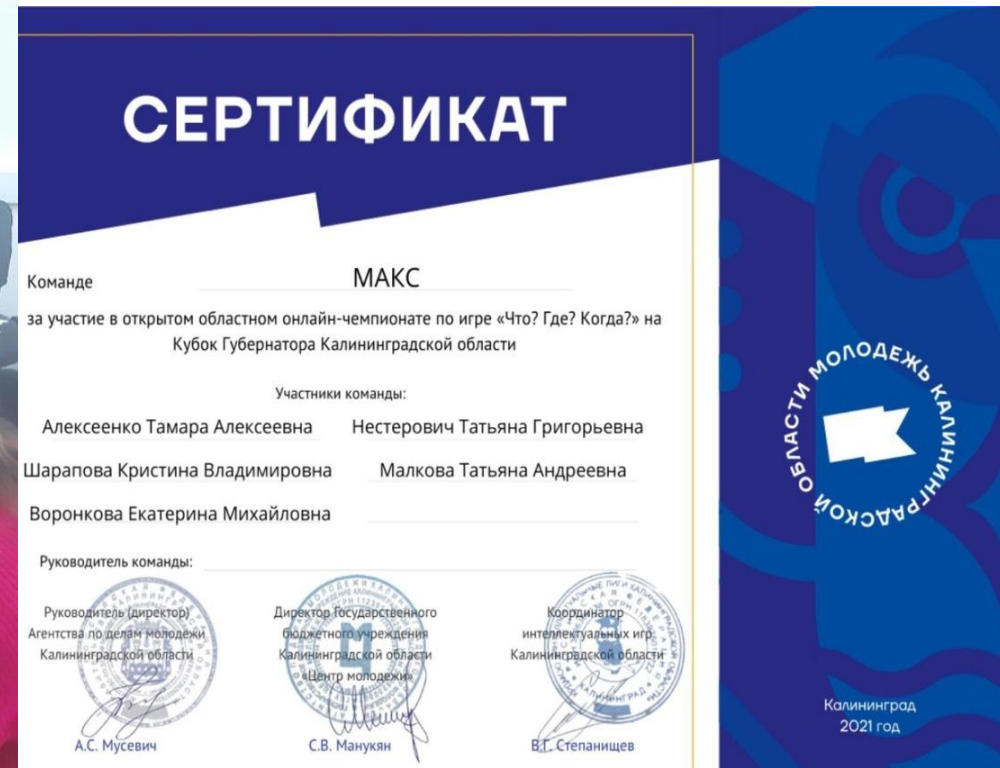 СЕРТИФИКАТ
Команде МАКС
за участие в открытом областном онлайн-чемпионате по игре «Что? Где? Когда?» на
Кубок Губернатора Калининградской области
Участники команды:
Алексеенко Тамара Алексеевна Нестерович Татьяна Григорьевна
Шарапова Кристина Владимировна Малкова Татьяна Андреевна
Воронкова Екатерина Михайловна
Руководитель команды:
Руководитель (директор)
Агентства по делам молодежи
Калининградской области
А.С. Мусевич
Директор Государственного
бюджетного учреждения
Калининградской области
«Центр молодежи»
С.В. Манукян
Координатор
интеллектуальных игр
Калининградской области
В.Г. Степанищев
МОЛОДЕЖЬ КАЛИНИНГРАДСКОЙ ОБЛАСТИ
Калининград
2021 год